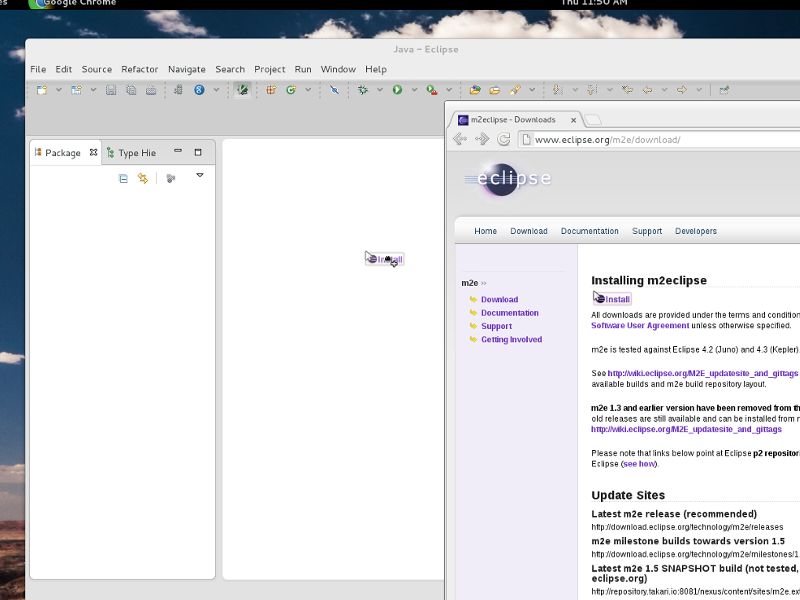 es Google Chrome Thu 11:50 AM
Java - Eclipse
File Edit Source Refactor Navigate Search Project Run Window Help
m2eclipse - Downloads
www.eclipse.org/m2e/download/
Package Type Hie
eclipse
Home Download Documentation Support Developers
Install
m2e
Download
Documentation
Support
Getting Involved
Installing m2eclipse
Install
All downloads are provided under the terms and condition
Software User Agreement unless otherwise specified.
m2e is tested against Eclipse 4.2 (Juno) and 4.3 (Kepler)
See http://wiki.eclipse.org/M2E_updatesite_and_gittags
available builds and m2e build repository layout.
m2e 1.3 and earlier version have been removed from th
old releases are still available and can be installed from r
http://wiki.eclipse.org/M2E_updatesite_and_gittags
Please note that links below point at Eclipse p2 repositori
Eclipse (see how).
Update Sites
Latest m2e release (recommended)
http://download.eclipse.org/technology/m2e/releases
m2e milestone builds towards version 1.5
http://download.eclipse.org/technology/m2e/milestones/1.
Latest m2e 1.5 SNAPSHOT build (not tested,
eclipse.org)
http://repository.takari.io:8081/nexus/content/sites/m2e.ext